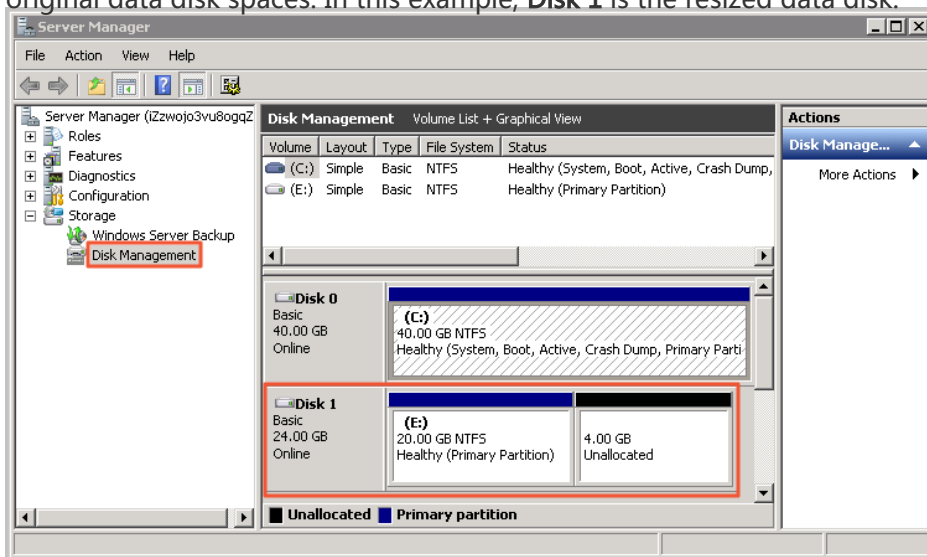 original data disk spaces. In this example, Disk 1 is the resized data disk.
Server Manager
File Action View Help
Server Manager (iZzwojo3vu8ogqZ
Roles
Features
Diagnostics
Configuration
Storage
Windows Server Backup
Disk Management
Disk Management Volume List + Graphical View
Volume Layout Type File System Status
(C:) Simple Basic NTFS Healthy (System, Boot, Active, Crash Dump,
(E:) Simple Basic NTFS Healthy (Primary Partition)
Disk 0
Basic
40.00 GB
Online
(C:)
40.00 GB NTFS
Healthy (System, Boot, Active, Crash Dump, Primary Parti
Disk 1
Basic
24.00 GB
Online
(E:)
20.00 GB NTFS
Healthy (Primary Partition)
4.00 GB
Unallocated
Unallocated Primary partition
Actions
Disk Manage...
More Actions